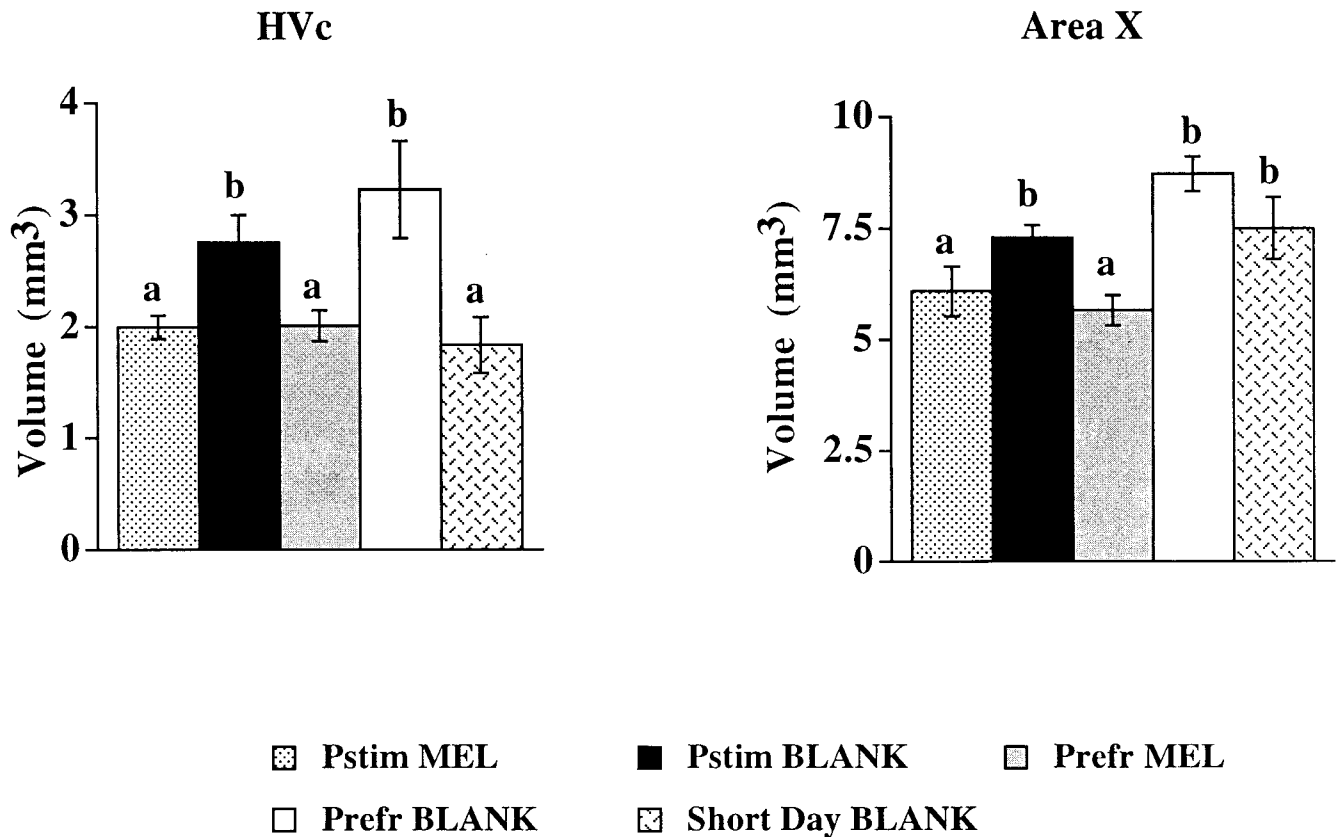 HVc
Area X
4
3
2
1
0
Volume (mm3)
a
b
a
b
a
10
7.5
5
2.5
0
Volume (mm3)
a
b
a
b
b
Pstim MEL
Pstim BLANK
Prefr MEL
Prefr BLANK
Short Day BLANK